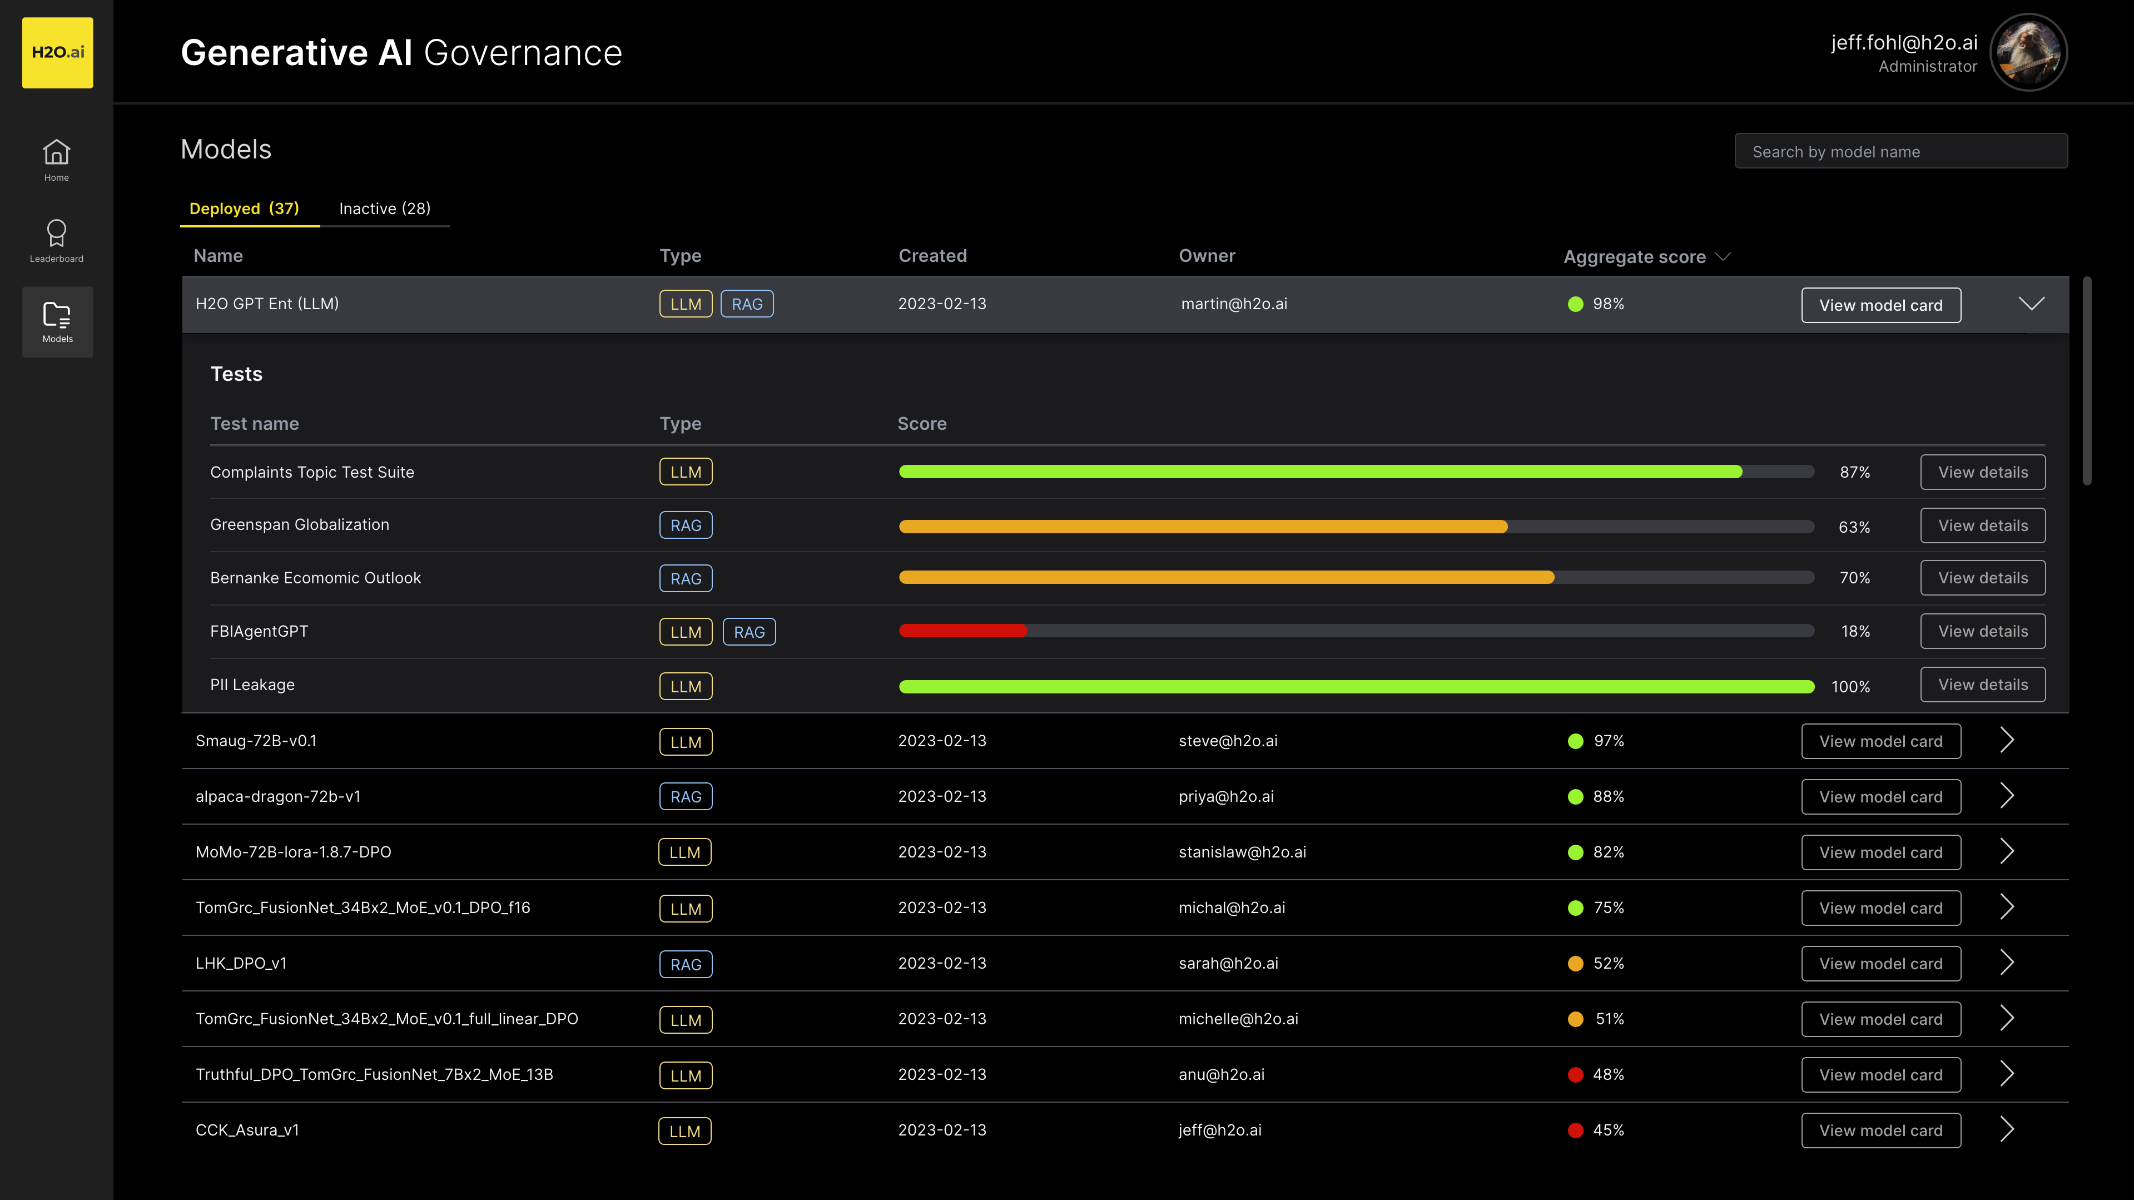 H2O.ai
Generative AI Governance
jeff.fohl@h2o.ai
Administrator
Home
Leaderboard
Models
Models
Search by model name
Deployed (37) Inactive (28)
Name Type Created Owner Aggregate score
H2O GPT Ent (LLM) LLM RAG 2023-02-13 martin@h2o.ai 98% View model card
Tests
Test name Type Score
Complaints Topic Test Suite LLM 87% View details
Greenspan Globalization RAG 63% View details
Bernanke Ecomomic Outlook RAG 70% View details
FBIAgentGPT LLM RAG 18% View details
PII Leakage LLM 100% View details
Smaug-72B-v0.1 LLM 2023-02-13 steve@h2o.ai 97% View model card
alpaca-dragon-72b-v1 RAG 2023-02-13 priya@h2o.ai 88% View model card
MoMo-72B-lora-1.8.7-DPO LLM 2023-02-13 stanislaw@h2o.ai 82% View model card
TomGrc_FusionNet_34Bx2_MoE_v0.1_DPO_f16 LLM 2023-02-13 michal@h2o.ai 75% View model card
LHK_DPO_v1 RAG 2023-02-13 sarah@h2o.ai 52% View model card
TomGrc_FusionNet_34Bx2_MoE_v0.1_full_linear_DPO LLM 2023-02-13 michelle@h2o.ai 51% View model card
Truthful_DPO_TomGrc_FusionNet_7Bx2_MoE_13B LLM 2023-02-13 anu@h2o.ai 48% View model card
CCK_Asura_v1 LLM 2023-02-13 jeff@h2o.ai 45% View model card